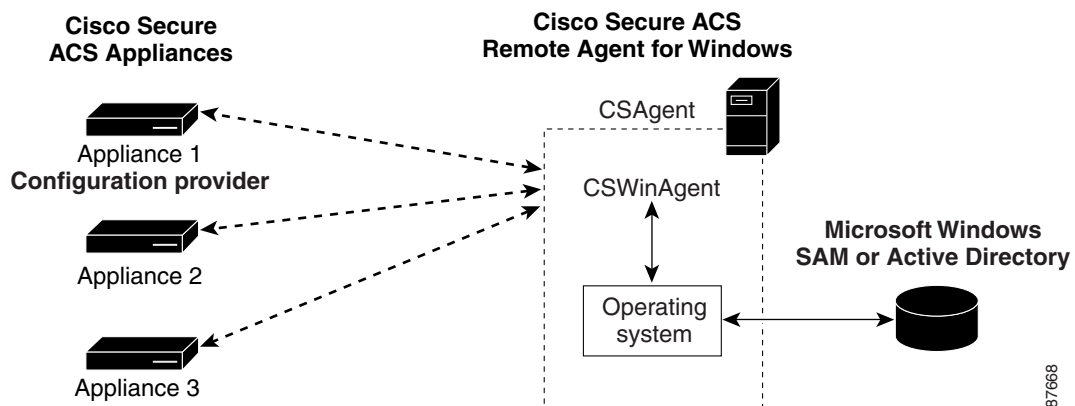 Cisco Secure
ACS Appliances
Cisco Secure ACS
Remote Agent for Windows
CSAgent
Appliance 1
Configuration provider
CSWinAgent
Appliance 2
Microsoft Windows
SAM or Active Directory
Operating
system
Appliance 3
87668